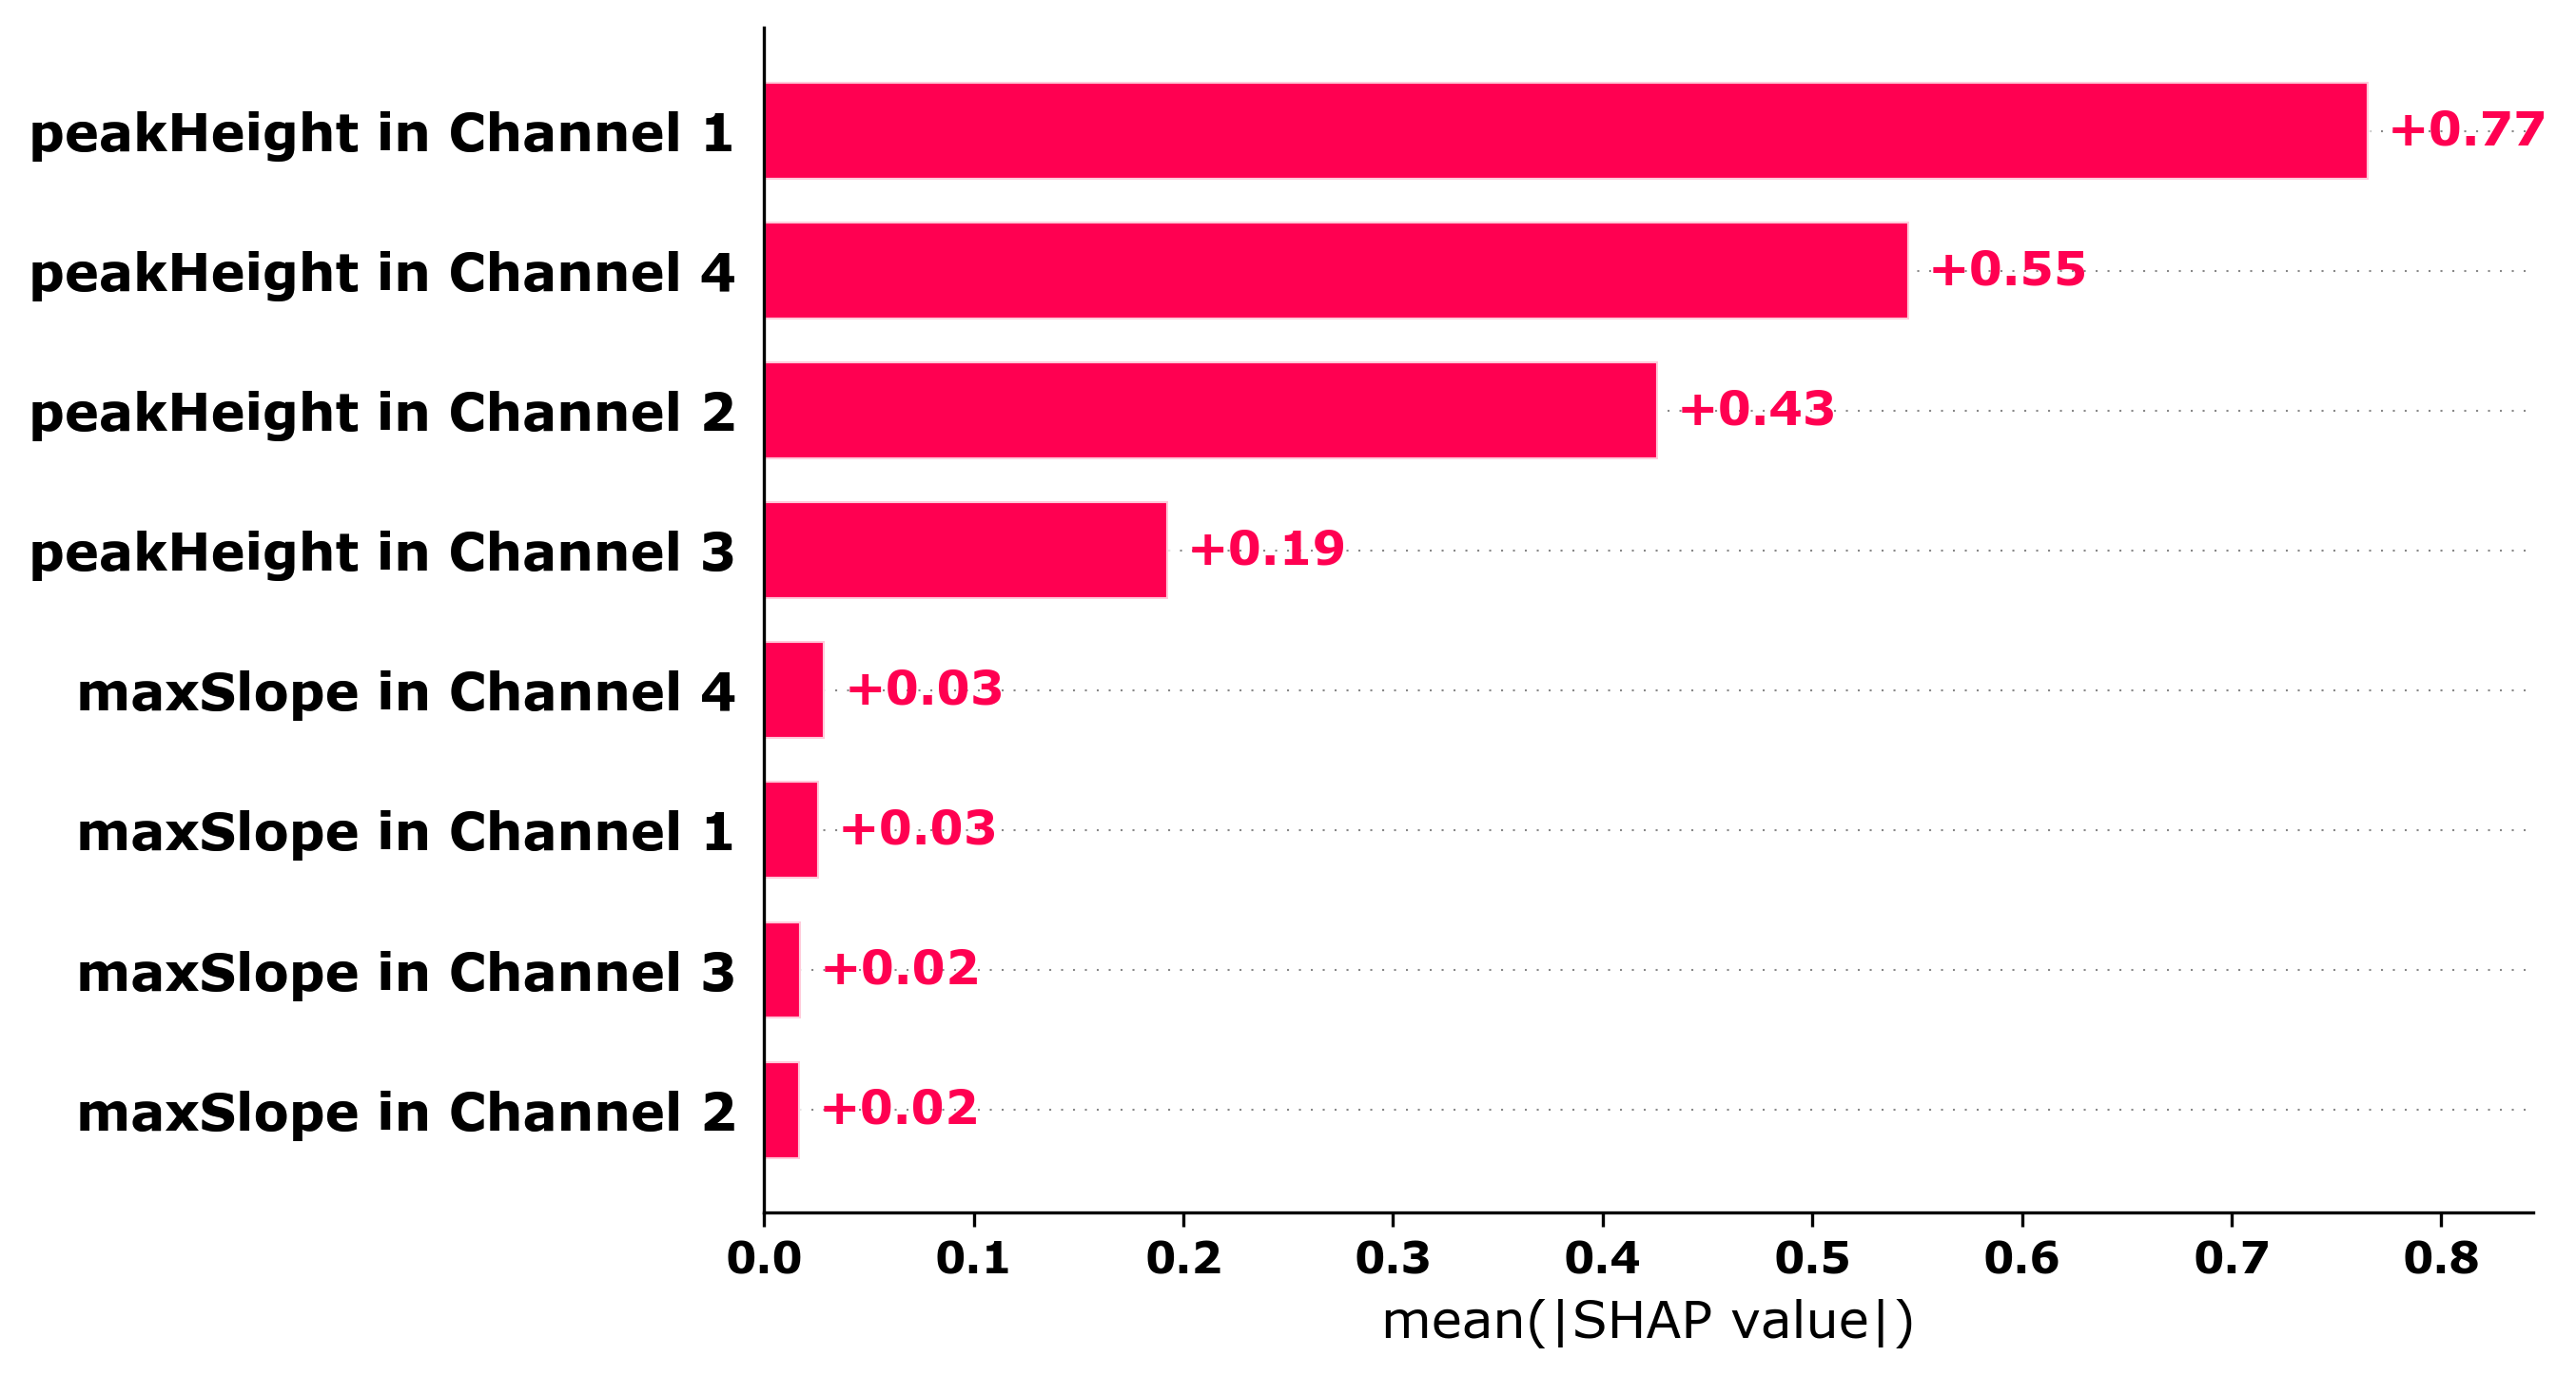 peakHeight in Channel 1 +0.77
peakHeight in Channel 4 +0.55
peakHeight in Channel 2 +0.43
peakHeight in Channel 3 +0.19
maxSlope in Channel 4 +0.03
maxSlope in Channel 1 +0.03
maxSlope in Channel 3 +0.02
maxSlope in Channel 2 +0.02
0.0 0.1 0.2 0.3 0.4 0.5 0.6 0.7 0.8
mean(|SHAP value|)